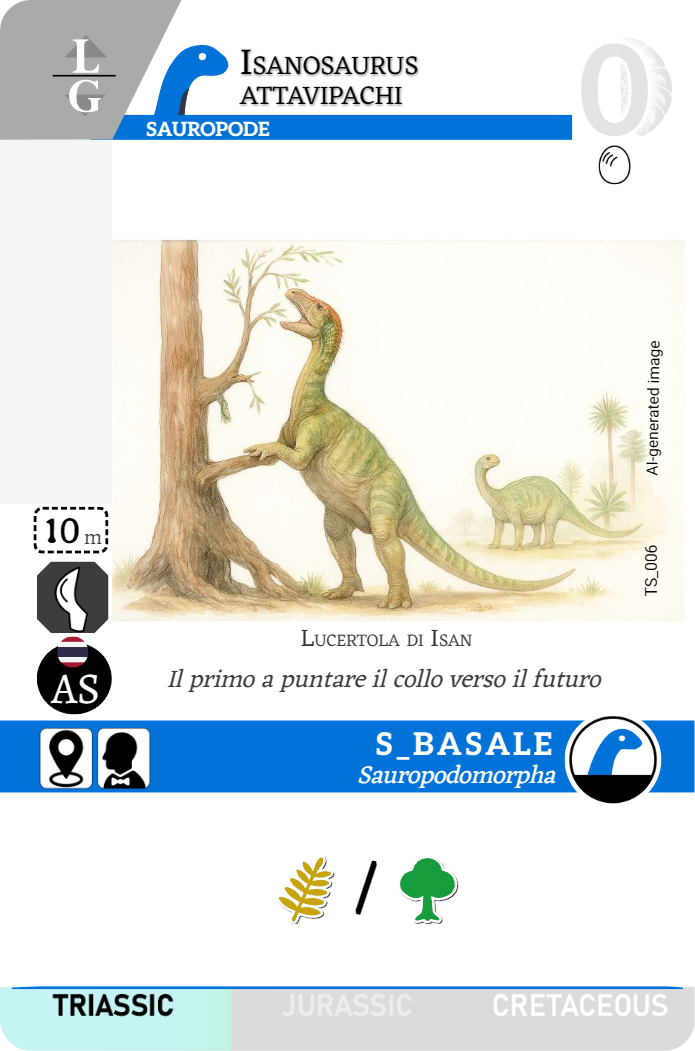 L
G
Isanosaurus
attavipachi
SAUROPODE
0
AI-generated image
TS_006
10 m
AS
Lucertola di Isan
Il primo a puntare il collo verso il futuro
S_BASALE
Sauropodomorpha
/
TRIASSIC JURASSIC CRETACEOUS